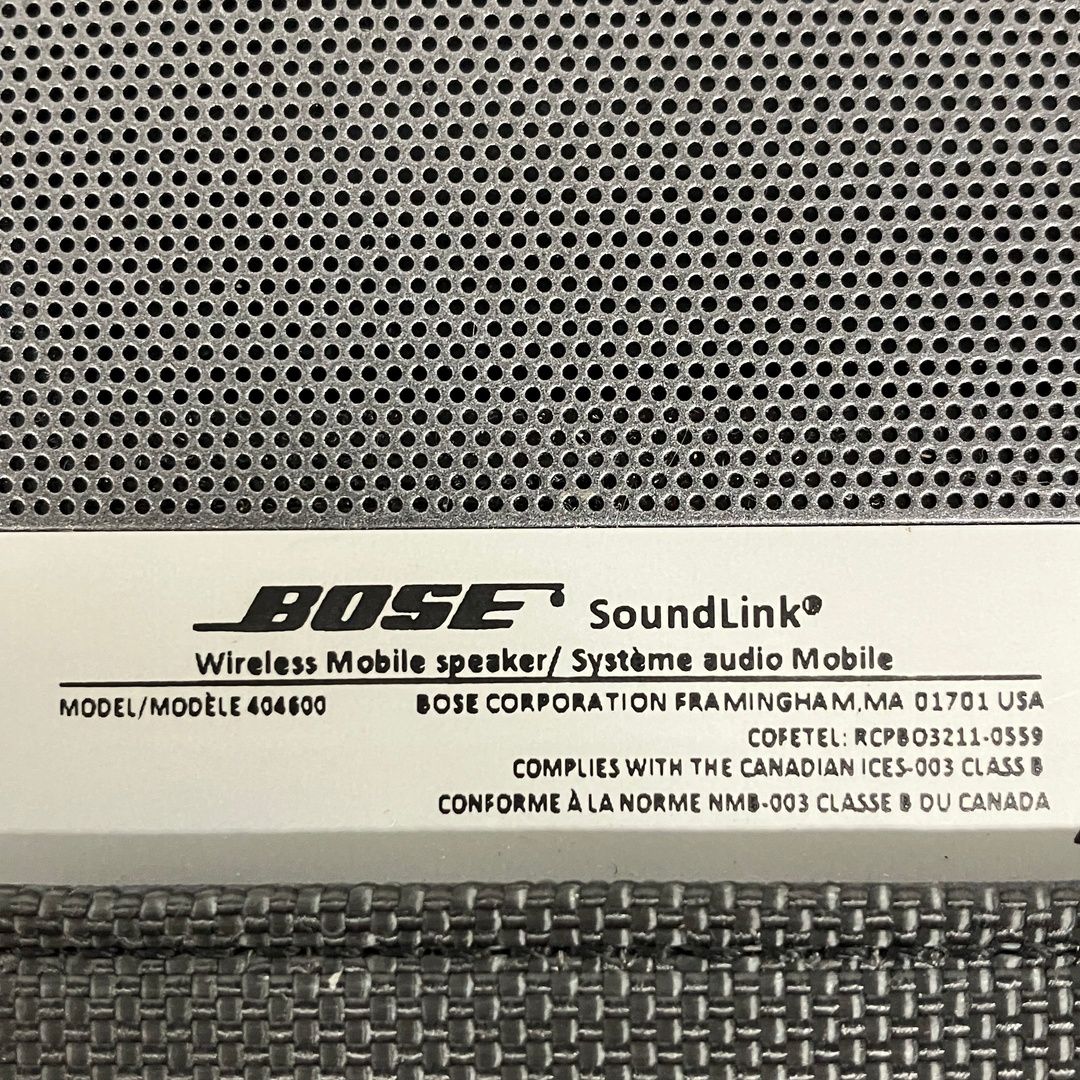 BOSE SoundLink®
Wireless Mobile speaker/ Système audio Mobile
MODEL/MODÈLE 404600
BOSE CORPORATION FRAMINGHAM,MA 01701 USA
COFETEL: RCPBO3211-0559
COMPLIES WITH THE CANADIAN ICES-003 CLASS B
CONFORME À LA NORME NMB-003 CLASSE B DU CANADA